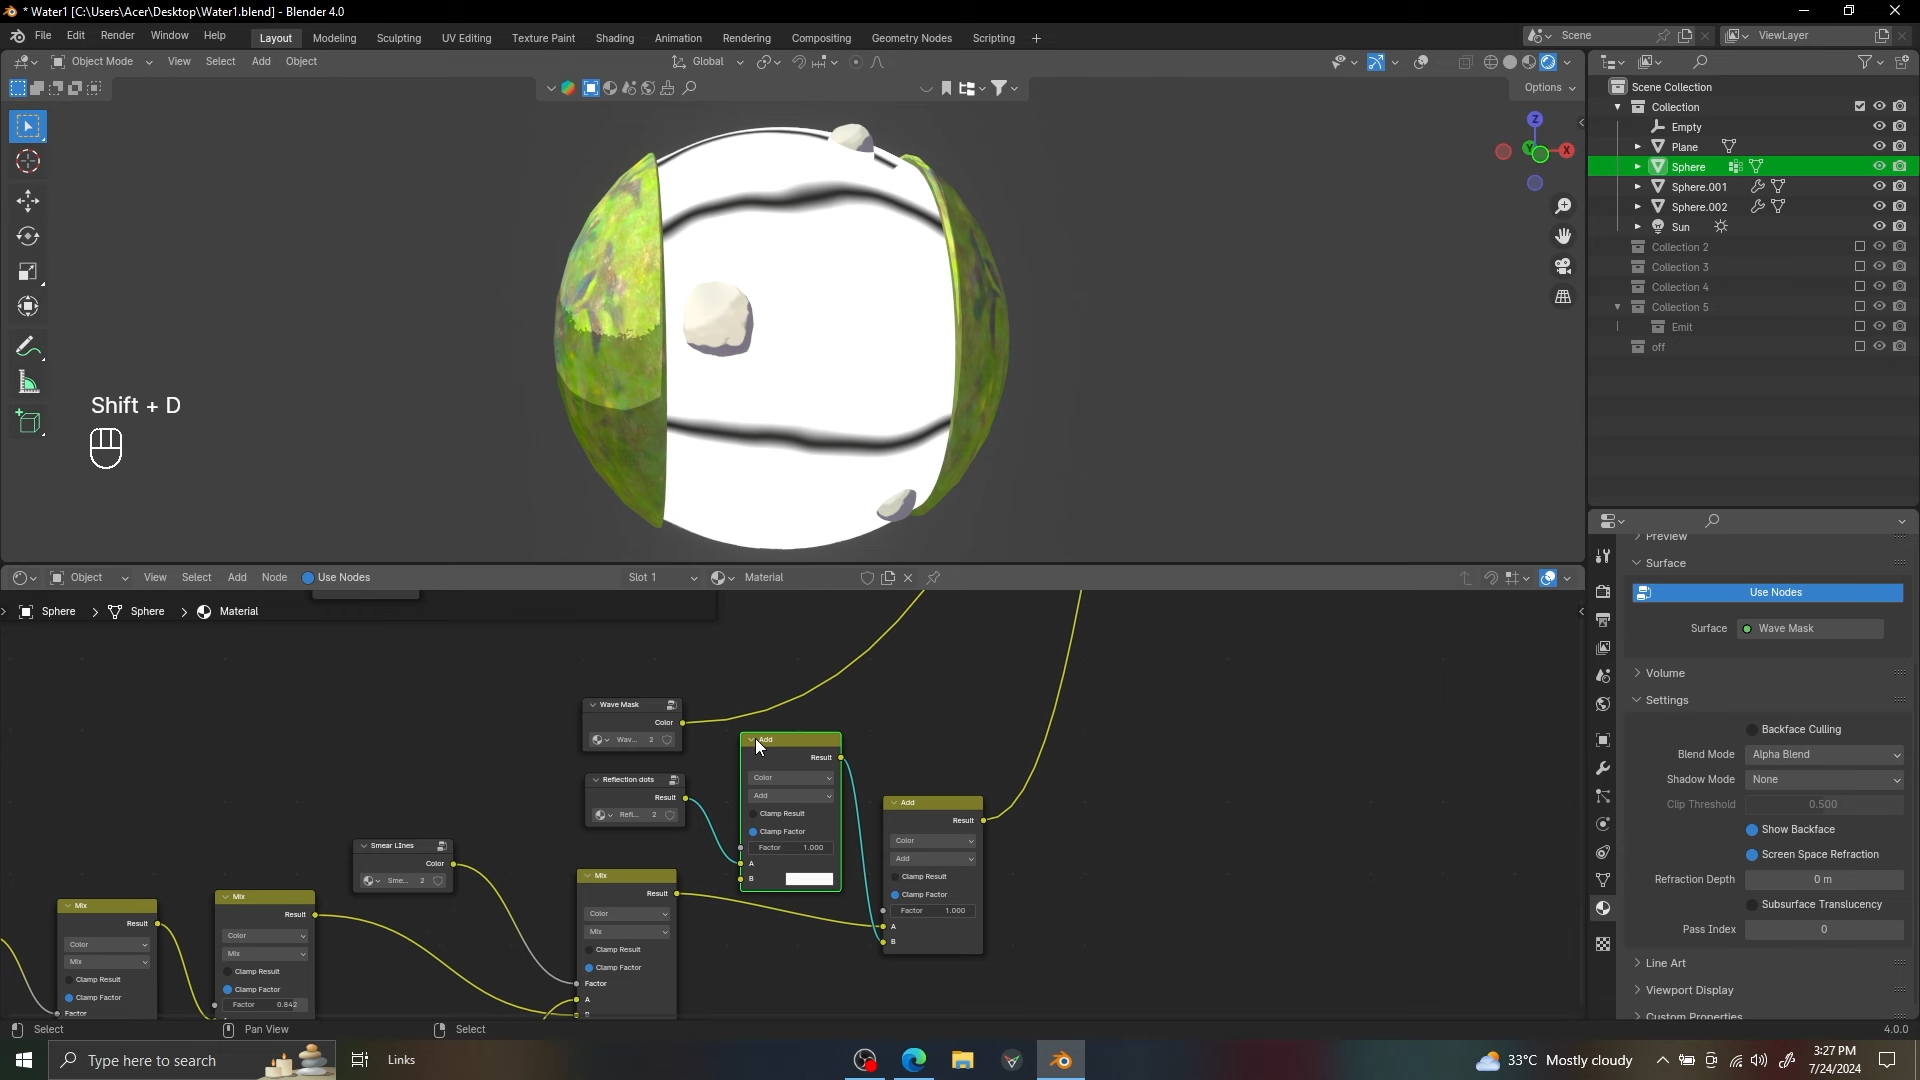 * Water1 [C:\Users\Acer\Desktop\Water1.blend] - Blender 4.0
File Edit Render Window Help Layout Modeling Sculpting UV Editing Texture Paint Shading Animation Rendering Compositing Geometry Nodes Scripting +
Scene
ViewLayer
Object Mode View Select Add Object
Global
Options
Z
Y
X
Shift + D
Scene Collection
Collection
Empty
Plane
Sphere
Sphere.001
Sphere.002
Sun
Collection 2
Collection 3
Collection 4
Collection 5
Emit
off
Object View Select Add Node Use Nodes
Slot 1
Material
Sphere
Sphere
Material
Wave Mask
Color
Wav... 2
Reflection dots
Result
Refl... 2
Add
Result
Color
Add
Clamp Result
Clamp Factor
Factor 1.000
A
B
Add
Result
Color
Add
Clamp Result
Clamp Factor
Factor 1.000
A
B
Smear LInes
Color
Sme... 2
Mix
Result
Color
Mix
Clamp Result
Clamp Factor
Factor
A
B
Mix
Result
Color
Mix
Clamp Result
Clamp Factor
Factor 0.842
Mix
Result
Color
Mix
Clamp Result
Clamp Factor
Factor
Preview
Surface
Use Nodes
Surface Wave Mask
Volume
Settings
Backface Culling
Blend Mode Alpha Blend
Shadow Mode None
Clip Threshold 0.500
Show Backface
Screen Space Refraction
Refraction Depth 0 m
Subsurface Translucency
Pass Index 0
Line Art
Viewport Display
Custom Properties
Select
Pan View
Select
4.0.0
Type here to search
Links
33°C Mostly cloudy
3:27 PM
7/24/2024